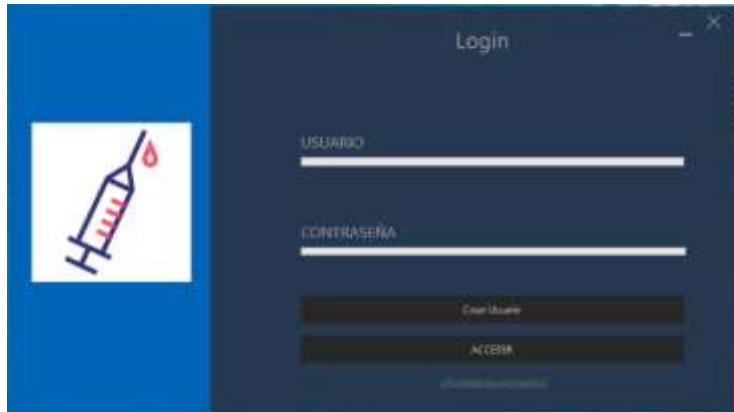 Login
USUARIO
CONTRASEÑA
Crear Usuario
ACCEDER